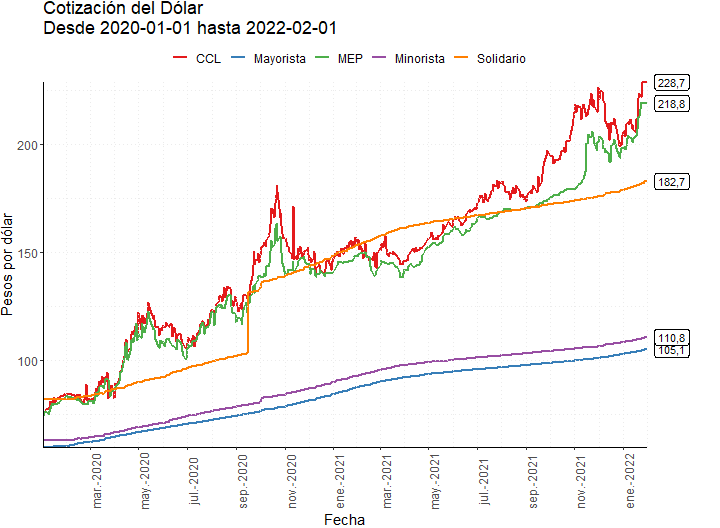 Cotización del Dólar
Desde 2020-01-01 hasta 2022-02-01
CCL Mayorista MEP Minorista Solidario
228,7
218,8
200
182,7
150
110,8
105,1
100
Pesos por dólar
mar.-2020 may.-2020 jul.-2020 sep.-2020 nov.-2020 ene.-2021 mar.-2021 may.-2021 jul.-2021 sep.-2021 nov.-2021 ene.-2022
Fecha